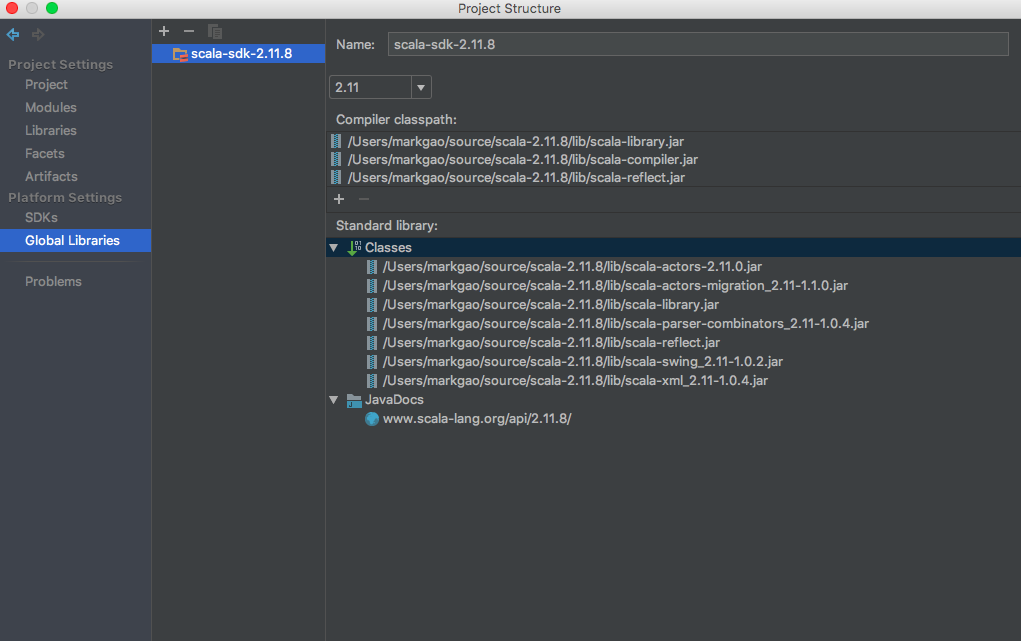 Project Structure
Project Settings
Project
Modules
Libraries
Facets
Artifacts
Platform Settings
SDKs
Global Libraries
Problems
scala-sdk-2.11.8
Name: scala-sdk-2.11.8
2.11
Compiler classpath:
/Users/markgao/source/scala-2.11.8/lib/scala-library.jar
/Users/markgao/source/scala-2.11.8/lib/scala-compiler.jar
/Users/markgao/source/scala-2.11.8/lib/scala-reflect.jar
Standard library:
Classes
/Users/markgao/source/scala-2.11.8/lib/scala-actors-2.11.0.jar
/Users/markgao/source/scala-2.11.8/lib/scala-actors-migration_2.11-1.1.0.jar
/Users/markgao/source/scala-2.11.8/lib/scala-library.jar
/Users/markgao/source/scala-2.11.8/lib/scala-parser-combinators_2.11-1.0.4.jar
/Users/markgao/source/scala-2.11.8/lib/scala-reflect.jar
/Users/markgao/source/scala-2.11.8/lib/scala-swing_2.11-1.0.2.jar
/Users/markgao/source/scala-2.11.8/lib/scala-xml_2.11-1.0.4.jar
JavaDocs
www.scala-lang.org/api/2.11.8/